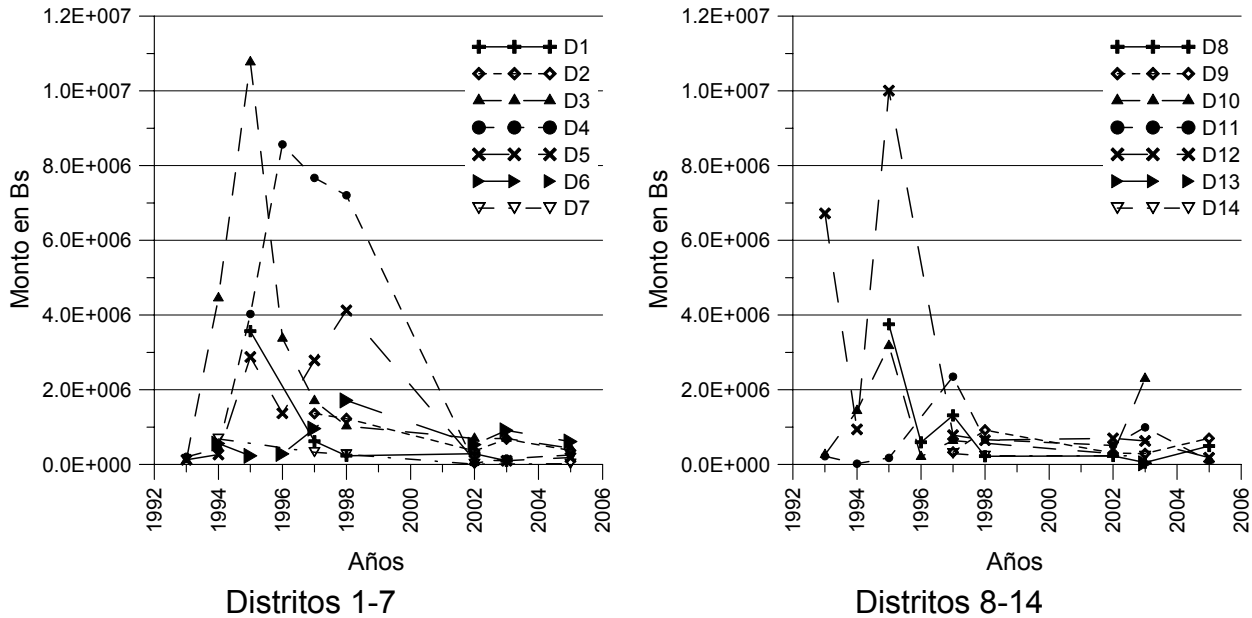 1.2E+007
1.0E+007
8.0E+006
6.0E+006
4.0E+006
2.0E+006
0.0E+000
Monto en Bs
D1
D2
D3
D4
D5
D6
D7
1992
1994
1996
1998
2000
2002
2004
2006
Años
Distritos 1-7
1.2E+007
1.0E+007
8.0E+006
6.0E+006
4.0E+006
2.0E+006
0.0E+000
Monto en Bs
D8
D9
D10
D11
D12
D13
D14
1992
1994
1996
1998
2000
2002
2004
2006
Años
Distritos 8-14